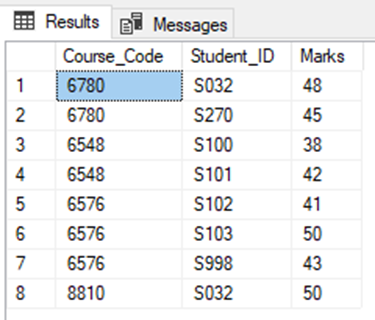 Results Messages
Course_Code Student_ID Marks
1 6780 S032 48
2 6780 S270 45
3 6548 S100 38
4 6548 S101 42
5 6576 S102 41
6 6576 S103 50
7 6576 S998 43
8 8810 S032 50